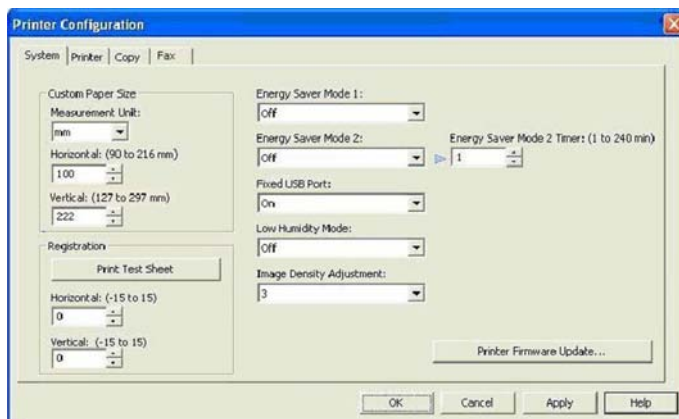 Printer Configuration
System Printer Copy Fax
Custom Paper Size
Measurement Unit:
mm
Horizontal: (90 to 216 mm)
100
Vertical: (127 to 297 mm)
222
Registration
Print Test Sheet
Horizontal: (-15 to 15)
0
Vertical: (-15 to 15)
0
Energy Saver Mode 1:
Off
Energy Saver Mode 2:
Off
Energy Saver Mode 2 Timer: (1 to 240 min)
1
Fixed USB Port:
On
Low Humidity Mode:
Off
Image Density Adjustment:
3
Printer Firmware Update...
OK Cancel Apply Help